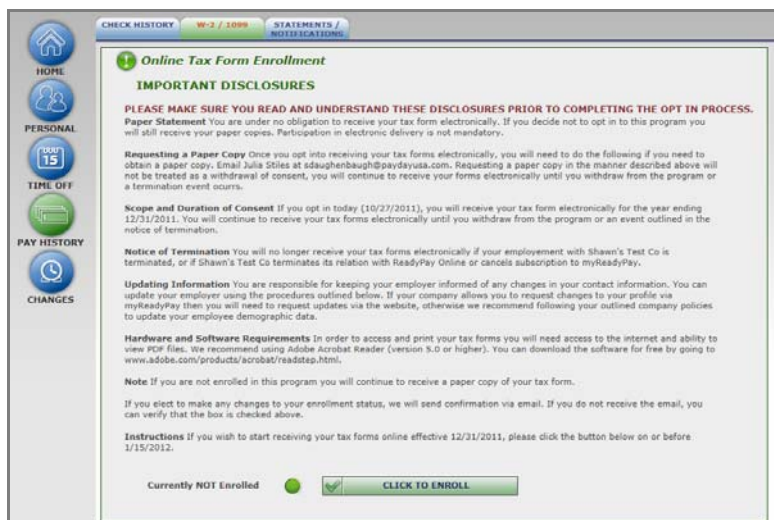 CHECK HISTORY
W-2 / 1099
STATEMENTS /
NOTIFICATIONS
HOME
PERSONAL
15
TIME OFF
PAY HISTORY
CHANGES
Online Tax Form Enrollment
IMPORTANT DISCLOSURES
PLEASE MAKE SURE YOU READ AND UNDERSTAND THESE DISCLOSURES PRIOR TO COMPLETING THE OPT IN PROCESS.
Paper Statement You are under no obligation to receive your tax form electronically. If you decide not to opt in to this program you
will still receive your paper copies. Participation in electronic delivery is not mandatory.
Requesting a Paper Copy Once you opt into receiving your tax forms electronically, you will need to do the following if you need to
obtain a paper copy. Email Julia Stiles at sdaughenbaugh@paydayusa.com. Requesting a paper copy in the manner described above will
not be treated as a withdrawal of consent, you will continue to receive your forms electronically until you withdraw from the program or
a termination event ocurrs.
Scope and Duration of Consent If you opt in today (10/27/2011), you will receive your tax form electronically for the year ending
12/31/2011. You will continue to receive your tax forms electronically until you withdraw from the program or an event outlined in the
notice of termination.
Notice of Termination You will no longer receive your tax forms electronically if your employement with Shawn's Test Co is
terminated, or if Shawn's Test Co terminates its relation with ReadyPay Online or cancels subscription to myReadyPay.
Updating Information You are responsible for keeping your employer informed of any changes in your contact information. You can
update your employer using the procedures outlined below. If your company allows you to request changes to your profile via
myReadyPay then you will need to request updates via the website, otherwise we recommend following your outlined company policies
to update your employee demographic data.
Hardware and Software Requirements In order to access and print your tax forms you will need access to the internet and ability to
view PDF files. We recommend using Adobe Acrobat Reader (version 5.0 or higher). You can download the software for free by going to
www.adobe.com/products/acrobat/readstep.html.
Note If you are not enrolled in this program you will continue to receive a paper copy of your tax form.
If you elect to make any changes to your enrollment status, we will send confirmation via email. If you do not receive the email, you
can verify that the box is checked above.
Instructions If you wish to start receiving your tax forms online effective 12/31/2011, please click the button below on or before
1/15/2012.
Currently NOT Enrolled
CLICK TO ENROLL